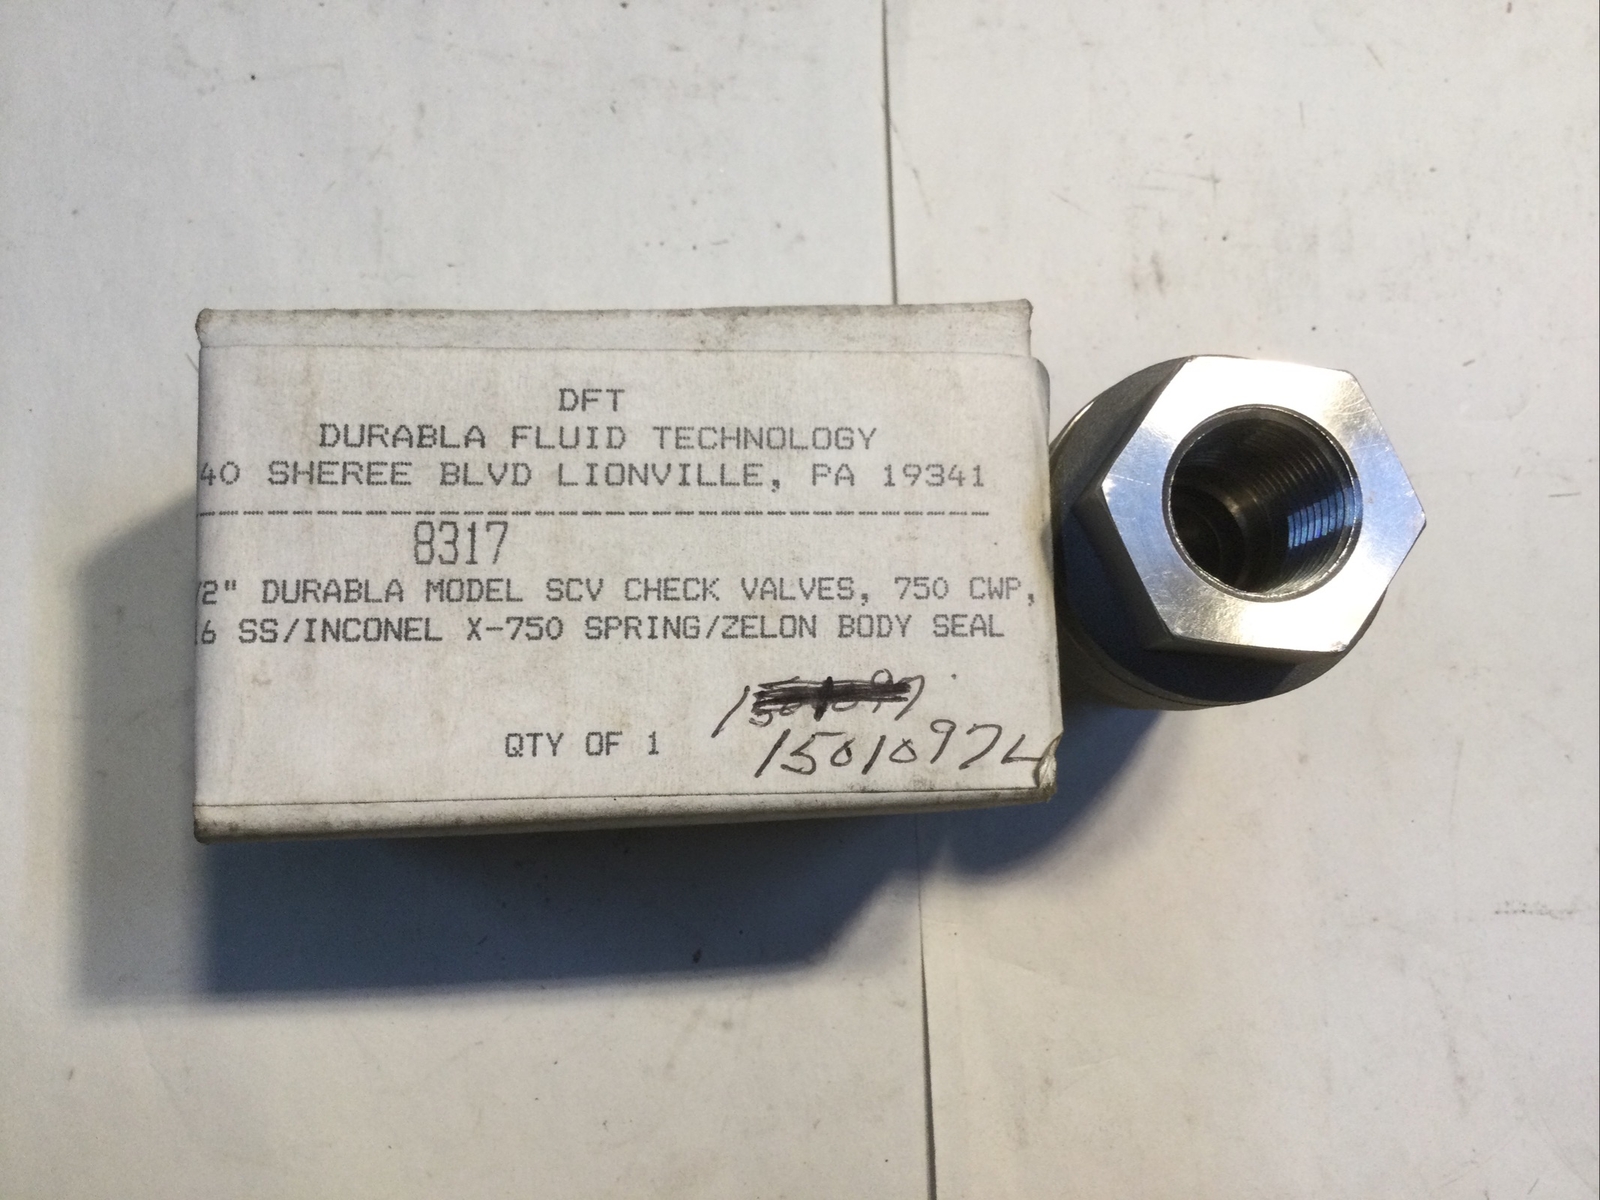 DFT
DURABLA FLUID TECHNOLOGY
40 SHEREE BLVD LIONVILLE, PA 19341
8317
/2" DURABLA MODEL SCV CHECK VALVES, 750 CWP,
16 SS/INCONEL X-750 SPRING/ZELON BODY SEAL
QTY OF 1
1501097L